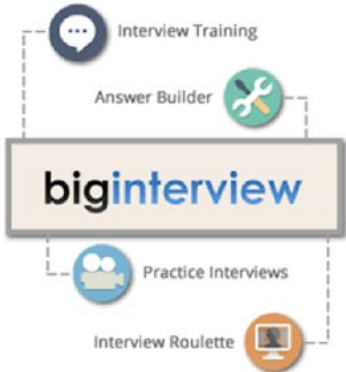 Interview Training
Answer Builder
biginterview
Practice Interviews
Interview Roulette